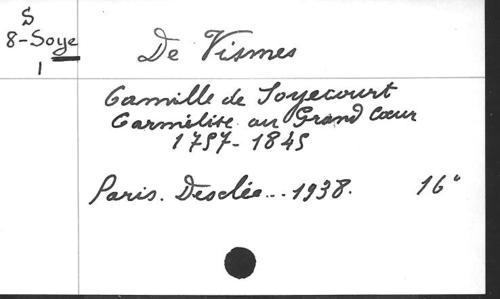 S
8-Soye
1
De Vismes
Camille de Soyecourt
Carmélite au Grand Cœur
1757-1845
Paris. Desclée... 1938. 16°